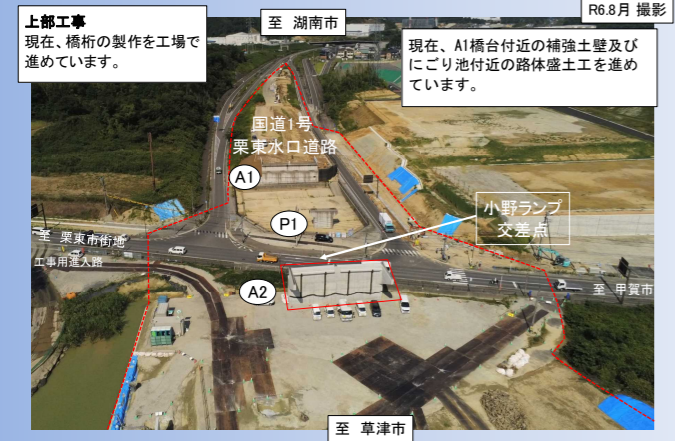 R6.8月 撮影
上部工事
現在、橋桁の製作を工場で
進めています。
至 湖南市
現在、A1橋台付近の補強土壁及び
にごり池付近の路体盛土工を進め
ています。
国道1号
栗東水口道路
A1
P1
小野ランプ
交差点
至 栗東市街地
工事用進入路
A2
至 甲賀市
至 草津市